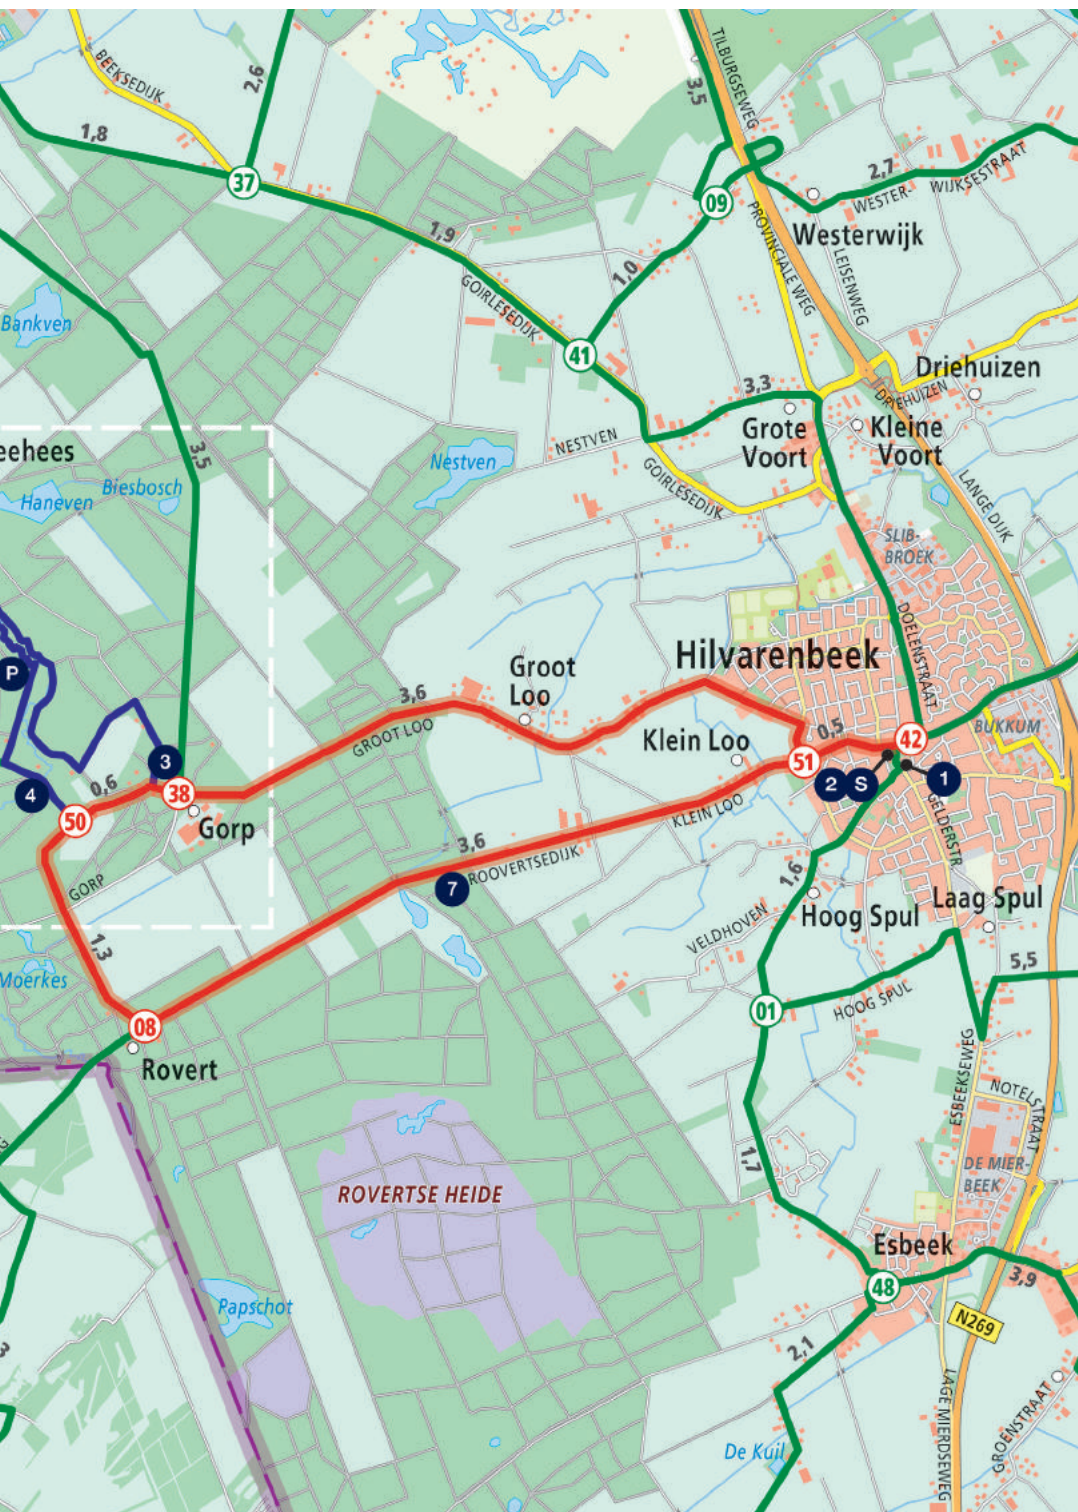 BEEKSEDIJK
2,6
1,8
37
3,5
TILBURGSEWEG
09
2,7
WESTER-
WIJKSESTRAAT
Westerwijk
PROVINCIALE WEG
LEISENWEG
1,9
GOIRLESEDIJK
1,0
41
Bankven
Driehuizen
DRIEHUIZEN
3,3
Grote
Voort
Kleine
Voort
NESTVEN
Nestven
GOIRLESEDIJK
LANGE DIJK
eehees
3,5
Haneven
Biesbosch
SLIB-
BROEK
DOELENSTRAAT
Hilvarenbeek
P
Groot
Loo
3,6
GROOT LOO
Klein Loo
0,5
42
BUKKUM
51
2
S
1
3
4
0,6
38
50
Gorp
KLEIN LOO
GELDERSTR.
3,6
ROOVERTSEDIJK
7
GORP
1,6
Hoog Spul
Laag Spul
VELDHOVEN
1,3
Moerkes
5,5
HOOG SPUL
01
08
Rovert
ESBEEKSEWEG
NOTELSTRAAT
1,7
DE MIER-
BEEK
ROVERTSE HEIDE
Esbeek
48
3,9
Papschot
N269
2,1
LAGE MIERDSEWEG
GROENSTRAAT
De Kuil